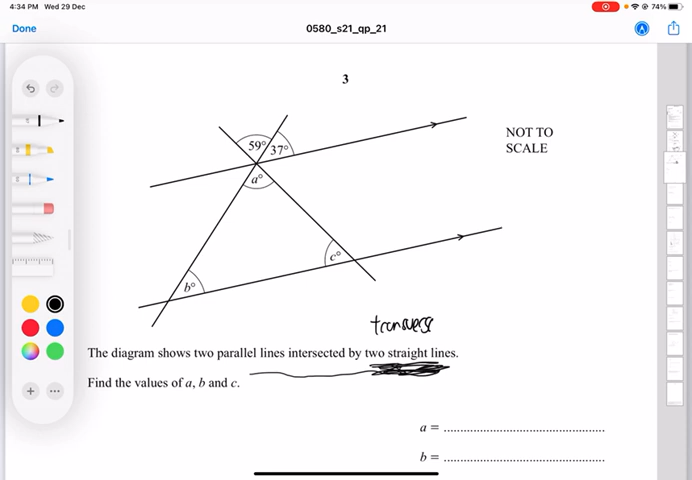 4:34 PM Wed 29 Dec
74%
Done
0580_s21_qp_21
3
59°
37°
NOT TO
SCALE
a°
c°
b°
The diagram shows two parallel lines intersected by two straight lines.
Find the values of a, b and c.
a = ................................................
b = ................................................